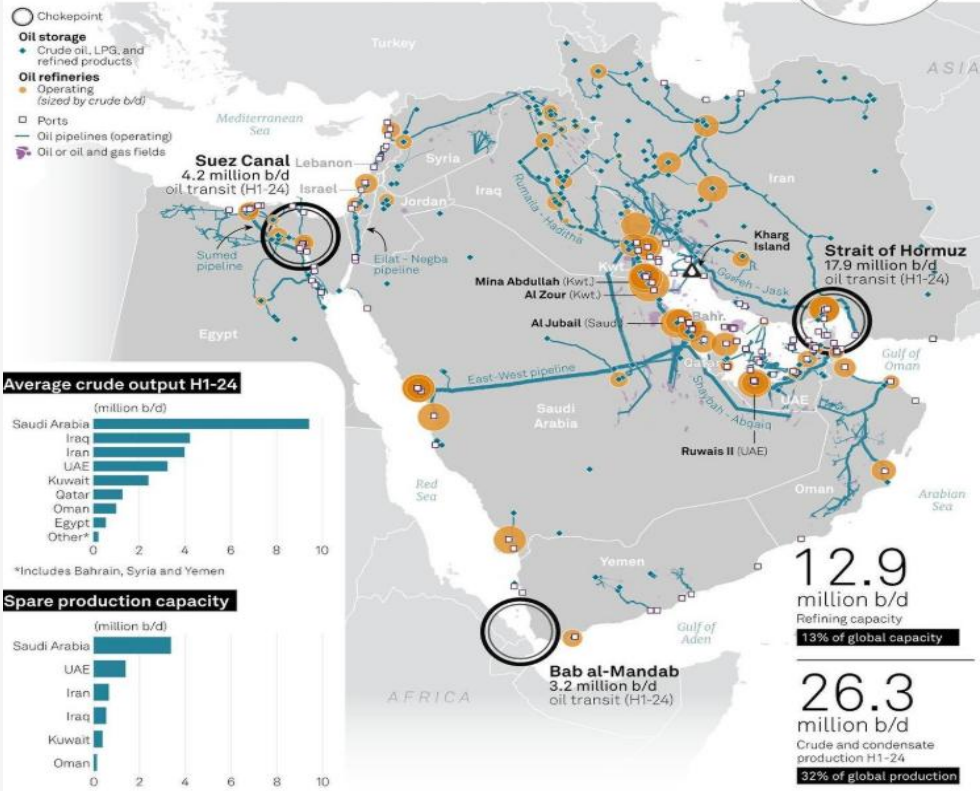 Chokepoint
Oil storage
Crude oil, LPG, and
refined products
Oil refineries
Operating
(sized by crude b/d)
Ports
Oil pipelines (operating)
Oil or oil and gas fields
Turkey
ASIA
Mediterranean
Sea
Suez Canal
4.2 million b/d
oil transit (H1-24)
Lebanon
Syria
Israel
Iraq
Iran
Jordan
Rumaila - Haditha
Sumed
pipeline
Eilat - Negba
pipeline
Kharg
Island
Goreh - Jask
Strait of Hormuz
17.9 million b/d
oil transit (H1-24)
Kwt.
Mina Abdullah (Kwt.)
Al Zour (Kwt.)
Al Jubail (Saud.)
Bahr.
Qatar
Egypt
Gulf of
Oman
East-West pipeline
Shaybah - Abqaiq
UAE
Saudi
Arabia
Ruwais II (UAE)
Red
Sea
Oman
Arabian
Sea
Yemen
Gulf of
Aden
Bab al-Mandab
3.2 million b/d
oil transit (H1-24)
AFRICA
Average crude output H1-24
(million b/d)
Saudi Arabia
Iraq
Iran
UAE
Kuwait
Qatar
Oman
Egypt
Other*
0 2 4 6 8 10
*Includes Bahrain, Syria and Yemen
Spare production capacity
(million b/d)
Saudi Arabia
UAE
Iran
Iraq
Kuwait
Oman
0 2 4 6 8 10
12.9
million b/d
Refining capacity
13% of global capacity
26.3
million b/d
Crude and condensate
production H1-24
32% of global production